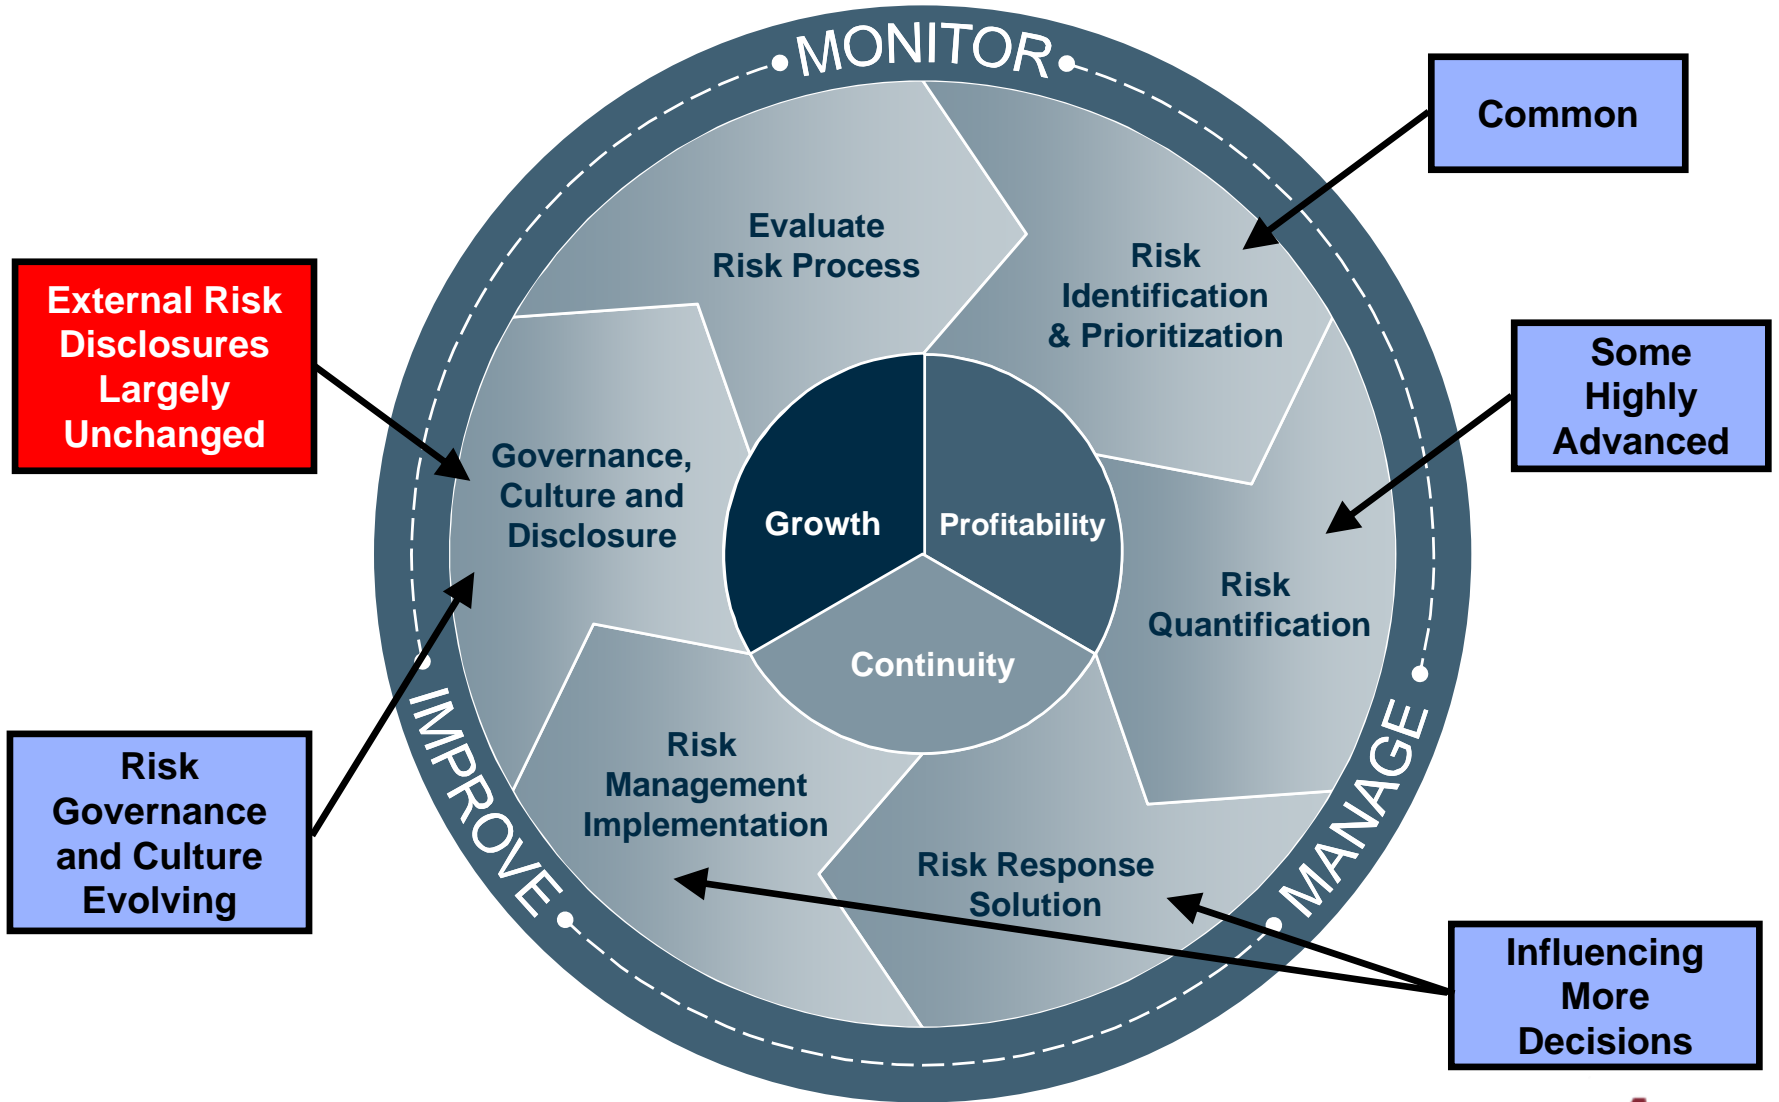 MONITOR
Common
Evaluate
Risk Process
Risk
Identification
& Prioritization
External Risk
Disclosures
Largely
Unchanged
Some
Highly
Advanced
Governance,
Culture and
Disclosure
Growth
Profitability
Risk
Quantification
Continuity
IMPROVE
MANAGE
Risk
Management
Implementation
Risk
Governance
and Culture
Evolving
Risk Response
Solution
Influencing
More
Decisions